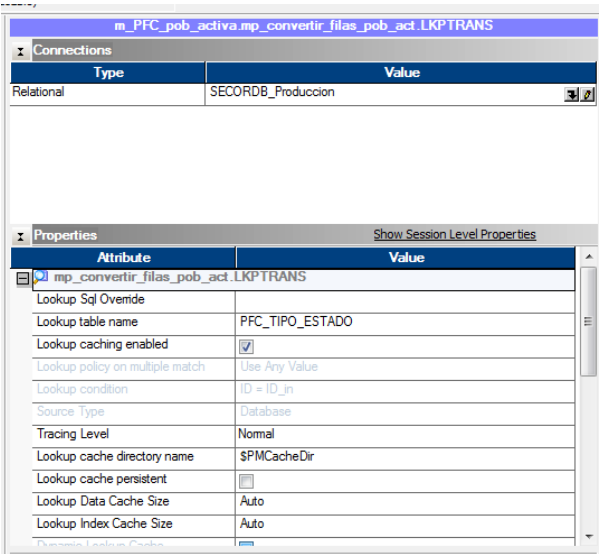 m_PFC_pob_activa.mp_convertir_filas_pob_act.LKPTRANS
Connections
Type Value
Relational SECORDB_Produccion
Properties Show Session Level Properties
Attribute Value
mp_convertir_filas_pob_act.LKPTRANS
Lookup Sql Override
Lookup table name PFC_TIPO_ESTADO
Lookup caching enabled
Lookup policy on multiple match Use Any Value
Lookup condition ID = ID_in
Source Type Database
Tracing Level Normal
Lookup cache directory name $PMCacheDir
Lookup cache persistent
Lookup Data Cache Size Auto
Lookup Index Cache Size Auto
Dynamic Lookup Cache